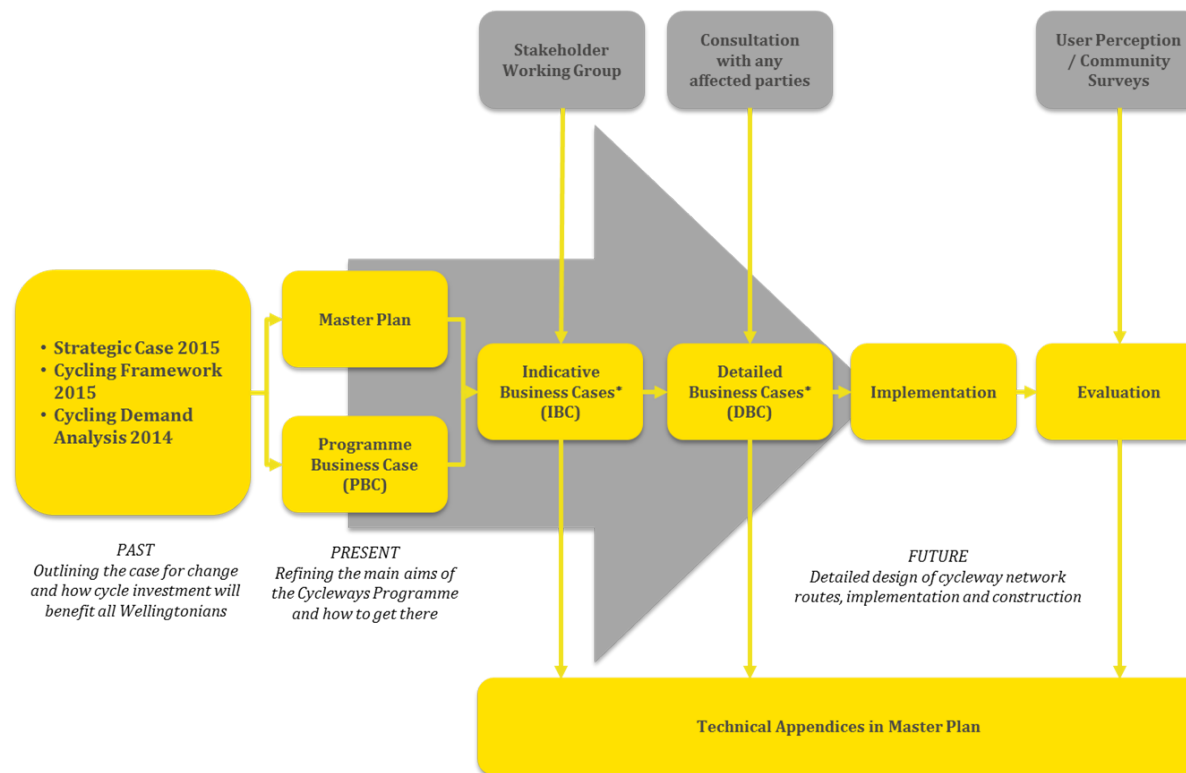 Stakeholder
Working Group
Consultation
with any
affected parties
User Perception
/ Community
Surveys
• Strategic Case 2015
• Cycling Framework
2015
• Cycling Demand
Analysis 2014
Master Plan
Programme
Business Case
(PBC)
Indicative
Business Cases*
(IBC)
Detailed
Business Cases*
(DBC)
Implementation
Evaluation
PAST
Outlining the case for change
and how cycle investment will
benefit all Wellingtonians
PRESENT
Refining the main aims of
the Cycleways Programme
and how to get there
FUTURE
Detailed design of cycleway network
routes, implementation and construction
Technical Appendices in Master Plan